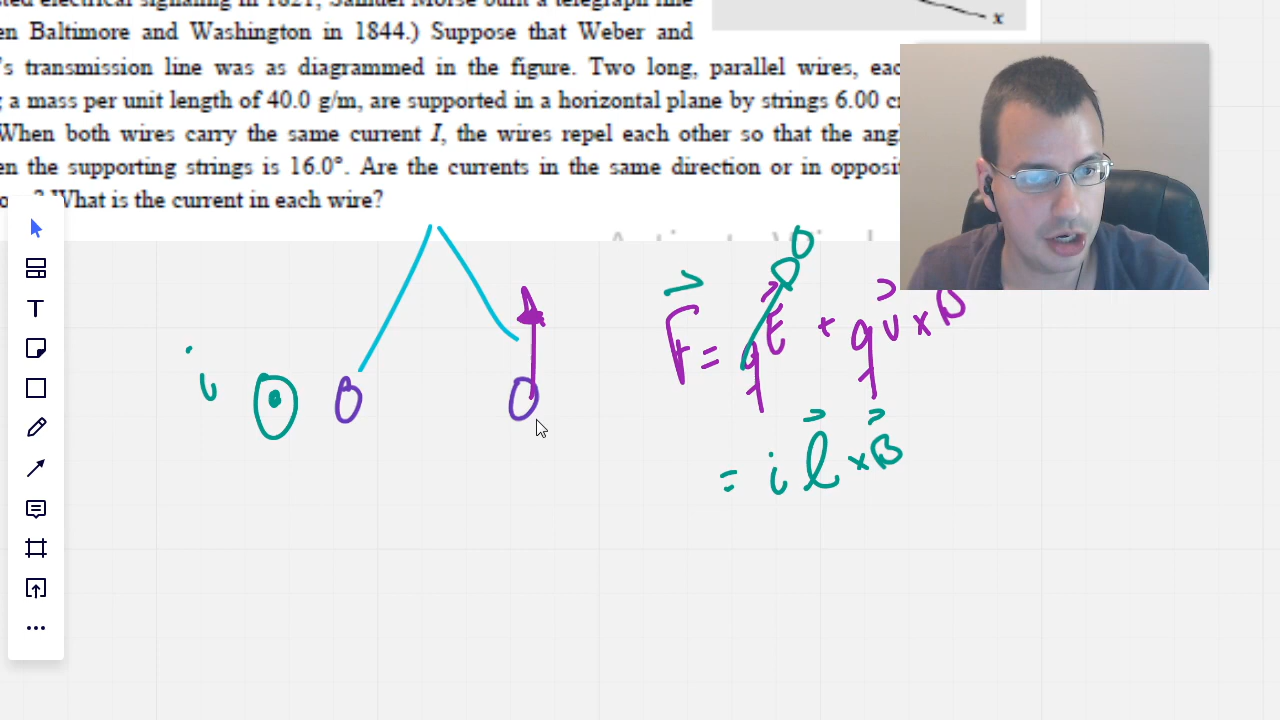 ted electrical signaling in 1821, Samuel Morse built a telegraph line
x
en Baltimore and Washington in 1844.) Suppose that Weber and
's transmission line was as diagrammed in the figure. Two long, parallel wires, eac
g a mass per unit length of 40.0 g/m, are supported in a horizontal plane by strings 6.00 c
When both wires carry the same current I, the wires repel each other so that the ang
en the supporting strings is 16.0°. Are the currents in the same direction or in opposit
What is the current in each wire?
T
0
F = qE + qv × B
i
= i l × B